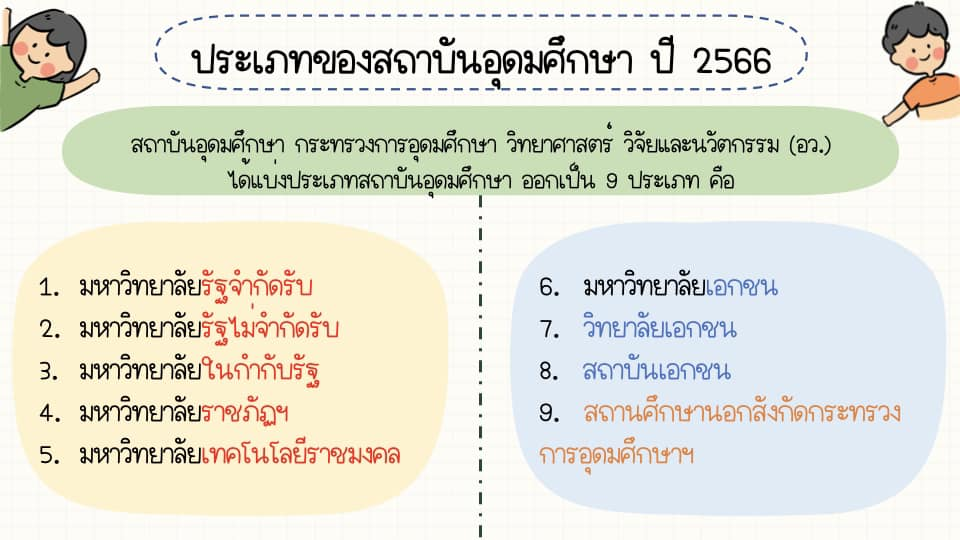 ประเภทของสถาบันอุดมศึกษา ปี 2566
สถาบันอุดมศึกษา กระทรวงการอุดมศึกษา วิทยาศาสตร์ วิจัยและนวัตกรรม (อว.)
ได้แบ่งประเภทสถาบันอุดมศึกษา ออกเป็น 9 ประเภท คือ
1. มหาวิทยาลัยรัฐจำกัดรับ
2. มหาวิทยาลัยรัฐไม่จำกัดรับ
3. มหาวิทยาลัยในกำกับรัฐ
4. มหาวิทยาลัยราชภัฏฯ
5. มหาวิทยาลัยเทคโนโลยีราชมงคล
6. มหาวิทยาลัยเอกชน
7. วิทยาลัยเอกชน
8. สถาบันเอกชน
9. สถานศึกษานอกสังกัดกระทรวง
การอุดมศึกษาฯ